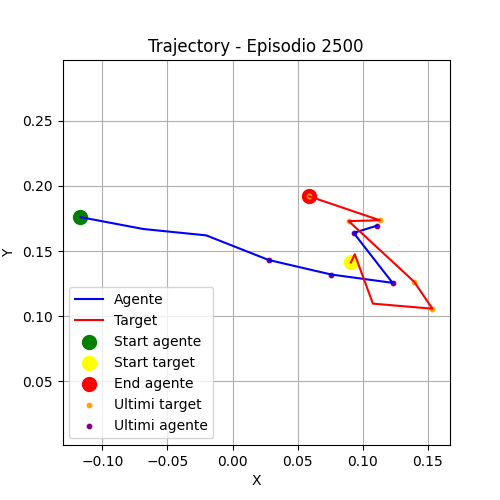 Trajectory - Episodio 2500
0.25
0.20
0.15
0.10
0.05
Y
Agente
Target
Start agente
Start target
End agente
Ultimi target
Ultimi agente
−0.10 −0.05 0.00 0.05 0.10 0.15
X